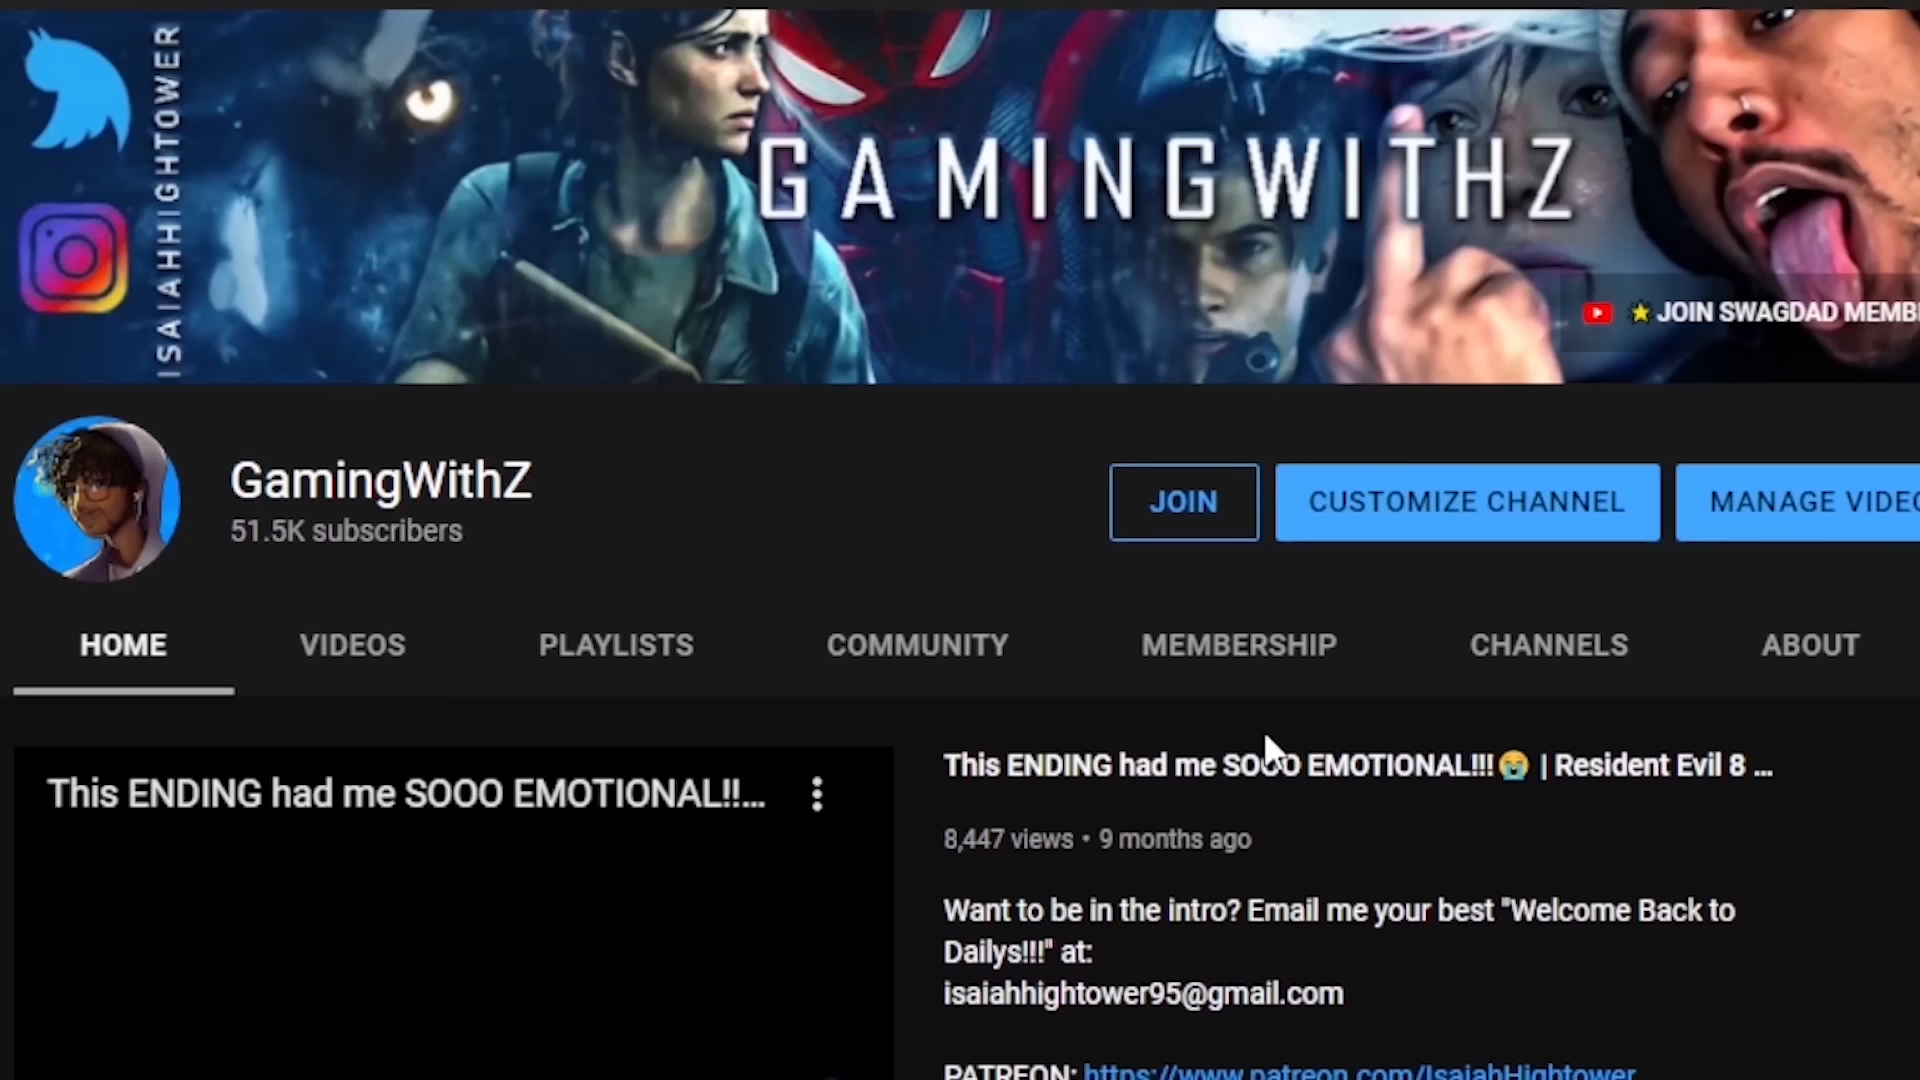 ISAIAHHIGHTOWER
GAMINGWITHZ
JOIN SWAGDAD
GamingWithZ
51.5K subscribers
JOIN
CUSTOMIZE CHANNEL
MANAGE
HOME
VIDEOS
PLAYLISTS
COMMUNITY
MEMBERSHIP
CHANNELS
ABOUT
This ENDING had me SOOO EMOTIONAL!!...
This ENDING had me SOOO EMOTIONAL!!!😭 | Resident Evil 8 ...
8,447 views • 9 months ago
Want to be in the intro? Email me your best "Welcome Back to
Dailys!!!" at:
isaiahhightower95@gmail.com
PATREON: https://www.patreon.com/IsaiahHightower